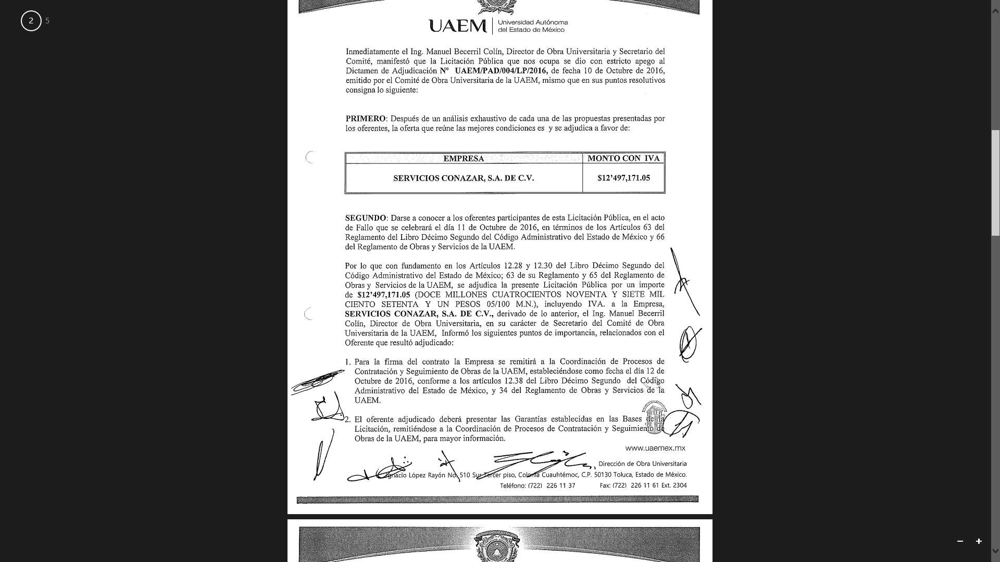 2 5
UAEM
Universidad Autónoma
del Estado de México
Inmediatamente el Ing. Manuel Becerril Colín, Director de Obra Universitaria y Secretario del
Comité, manifestó que la Licitación Pública que nos ocupa se dio con estricto apego al
Dictamen de Adjudicación Nº UAEM/PAD/004/LP/2016, de fecha 10 de Octubre de 2016,
emitido por el Comité de Obra Universitaria de la UAEM, mismo que en sus puntos resolutivos
consigna lo siguiente:
PRIMERO: Después de un análisis exhaustivo de cada una de las propuestas presentadas por
los oferentes, la oferta que reúne las mejores condiciones es y se adjudica a favor de:
EMPRESA MONTO CON IVA
SERVICIOS CONAZAR, S.A. DE C.V. $12’497,171.05
SEGUNDO: Darse a conocer a los oferentes participantes de esta Licitación Pública, en el acto
de Fallo que se celebrará el día 11 de Octubre de 2016, en términos de los Artículos 63 del
Reglamento del Libro Décimo Segundo del Código Administrativo del Estado de México y 66
del Reglamento de Obras y Servicios de la UAEM.
Por lo que con fundamento en los Artículos 12.28 y 12.30 del Libro Décimo Segundo del
Código Administrativo del Estado de México; 63 de su Reglamento y 65 del Reglamento de
Obras y Servicios de la UAEM, se adjudica la presente Licitación Pública por un importe
de $12’497,171.05 (DOCE MILLONES CUATROCIENTOS NOVENTA Y SIETE MIL
CIENTO SETENTA Y UN PESOS 05/100 M.N.), incluyendo IVA. a la Empresa,
SERVICIOS CONAZAR, S.A. DE C.V., derivado de lo anterior, el Ing. Manuel Becerril
Colín, Director de Obra Universitaria, en su carácter de Secretario del Comité de Obra
Universitaria de la UAEM, Informó los siguientes puntos de importancia, relacionados con el
Oferente que resultó adjudicado:
1. Para la firma del contrato la Empresa se remitirá a la Coordinación de Procesos de
Contratación y Seguimiento de Obras de la UAEM, estableciéndose como fecha el día 12 de
Octubre de 2016, conforme a los artículos 12.38 del Libro Décimo Segundo del Código
Administrativo del Estado de México, y 34 del Reglamento de Obras y Servicios de la
UAEM.
2. El oferente adjudicado deberá presentar las Garantías establecidas en las Bases de la
Licitación, remitiéndose a la Coordinación de Procesos de Contratación y Seguimiento de
Obras de la UAEM, para mayor información.
www.uaemex.mx
Dirección de Obra Universitaria
Ignacio López Rayón No. 510 Sur Tercer piso, Colonia Cuauhtémoc, C.P. 50130 Toluca, Estado de México.
Teléfono: (722) 226 11 37 Fax: (722) 226 11 61 Ext. 2304